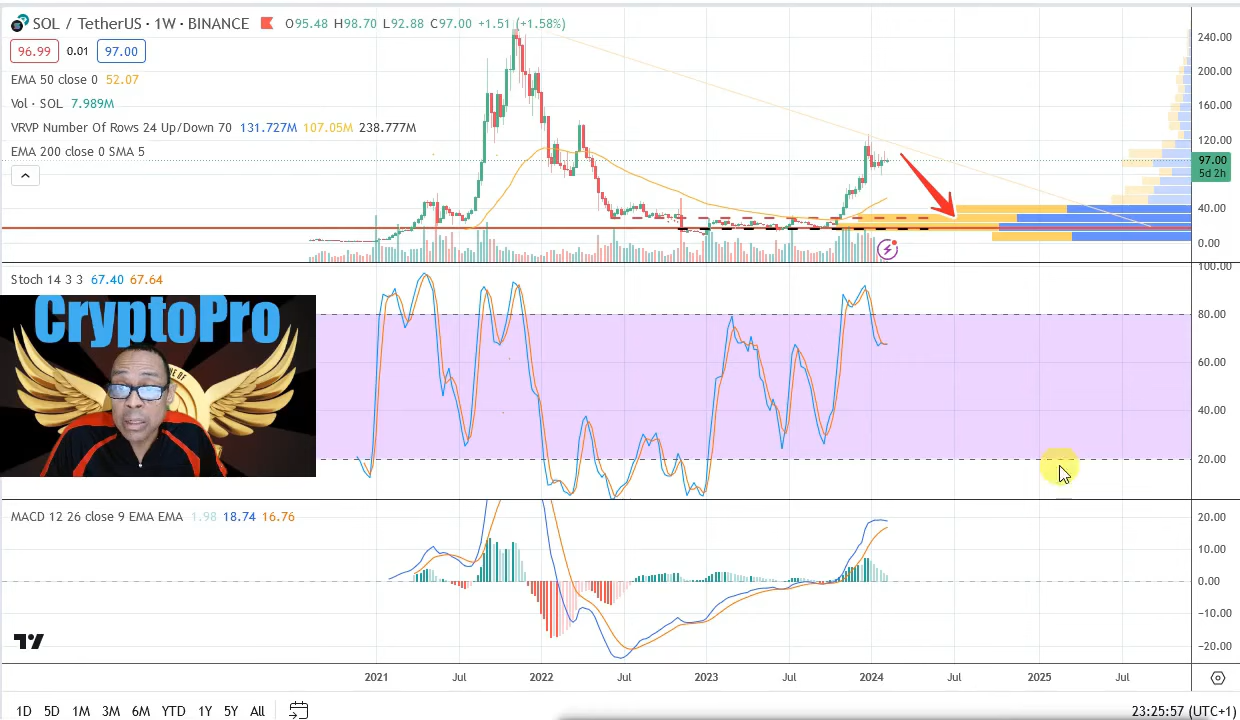 SOL / TetherUS · 1W · BINANCE O95.48 H98.70 L92.88 C97.00 +1.51 (+1.58%)
96.99 0.01 97.00
EMA 50 close 0 52.07
Vol · SOL 7.989M
VRVP Number Of Rows 24 Up/Down 70 131.727M 107.05M 238.777M
EMA 200 close 0 SMA 5
240.00
200.00
160.00
120.00
97.00
5d 2h
40.00
0.00
Stoch 14 3 3 67.40 67.64
100.00
80.00
60.00
40.00
20.00
CryptoPro
UE OF
MACD 12 26 close 9 EMA EMA 1.98 18.74 16.76
20.00
10.00
0.00
−10.00
−20.00
2021 Jul 2022 Jul 2023 Jul 2024 Jul 2025 Jul
1D 5D 1M 3M 6M YTD 1Y 5Y All
23:25:57 (UTC+1)